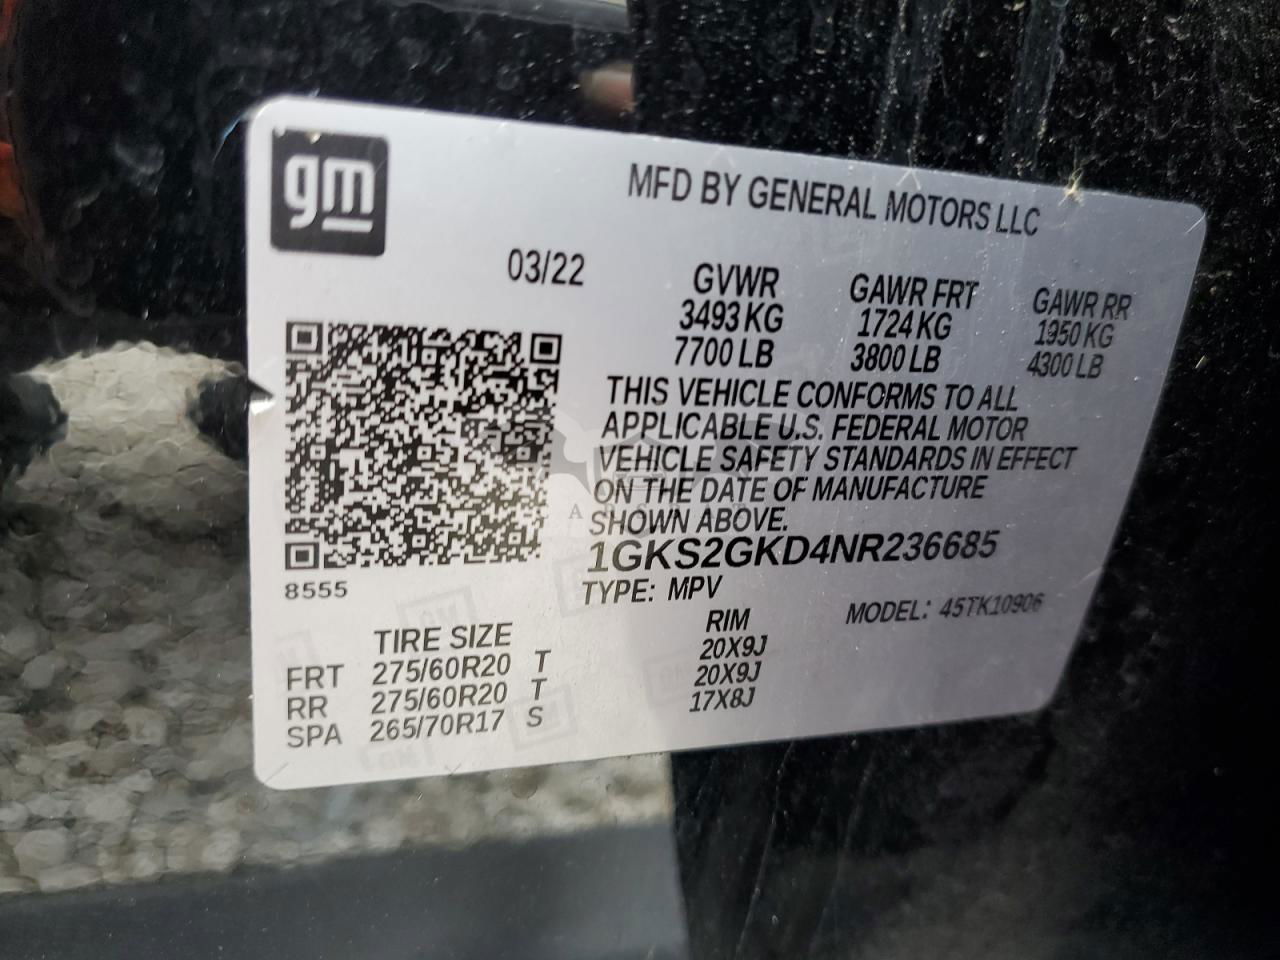 gm
MFD BY GENERAL MOTORS LLC
03/22
GVWR GAWR FRT GAWR RR
3493 KG 1724 KG 1950 KG
7700 LB 3800 LB 4300 LB
THIS VEHICLE CONFORMS TO ALL
APPLICABLE U.S. FEDERAL MOTOR
VEHICLE SAFETY STANDARDS IN EFFECT
ON THE DATE OF MANUFACTURE
SHOWN ABOVE.
1GKS2GKD4NR236685
8555
TYPE: MPV
MODEL: 45TK10906
TIRE SIZE RIM
FRT 275/60R20 T 20X9J
RR 275/60R20 T 20X9J
SPA 265/70R17 S 17X8J